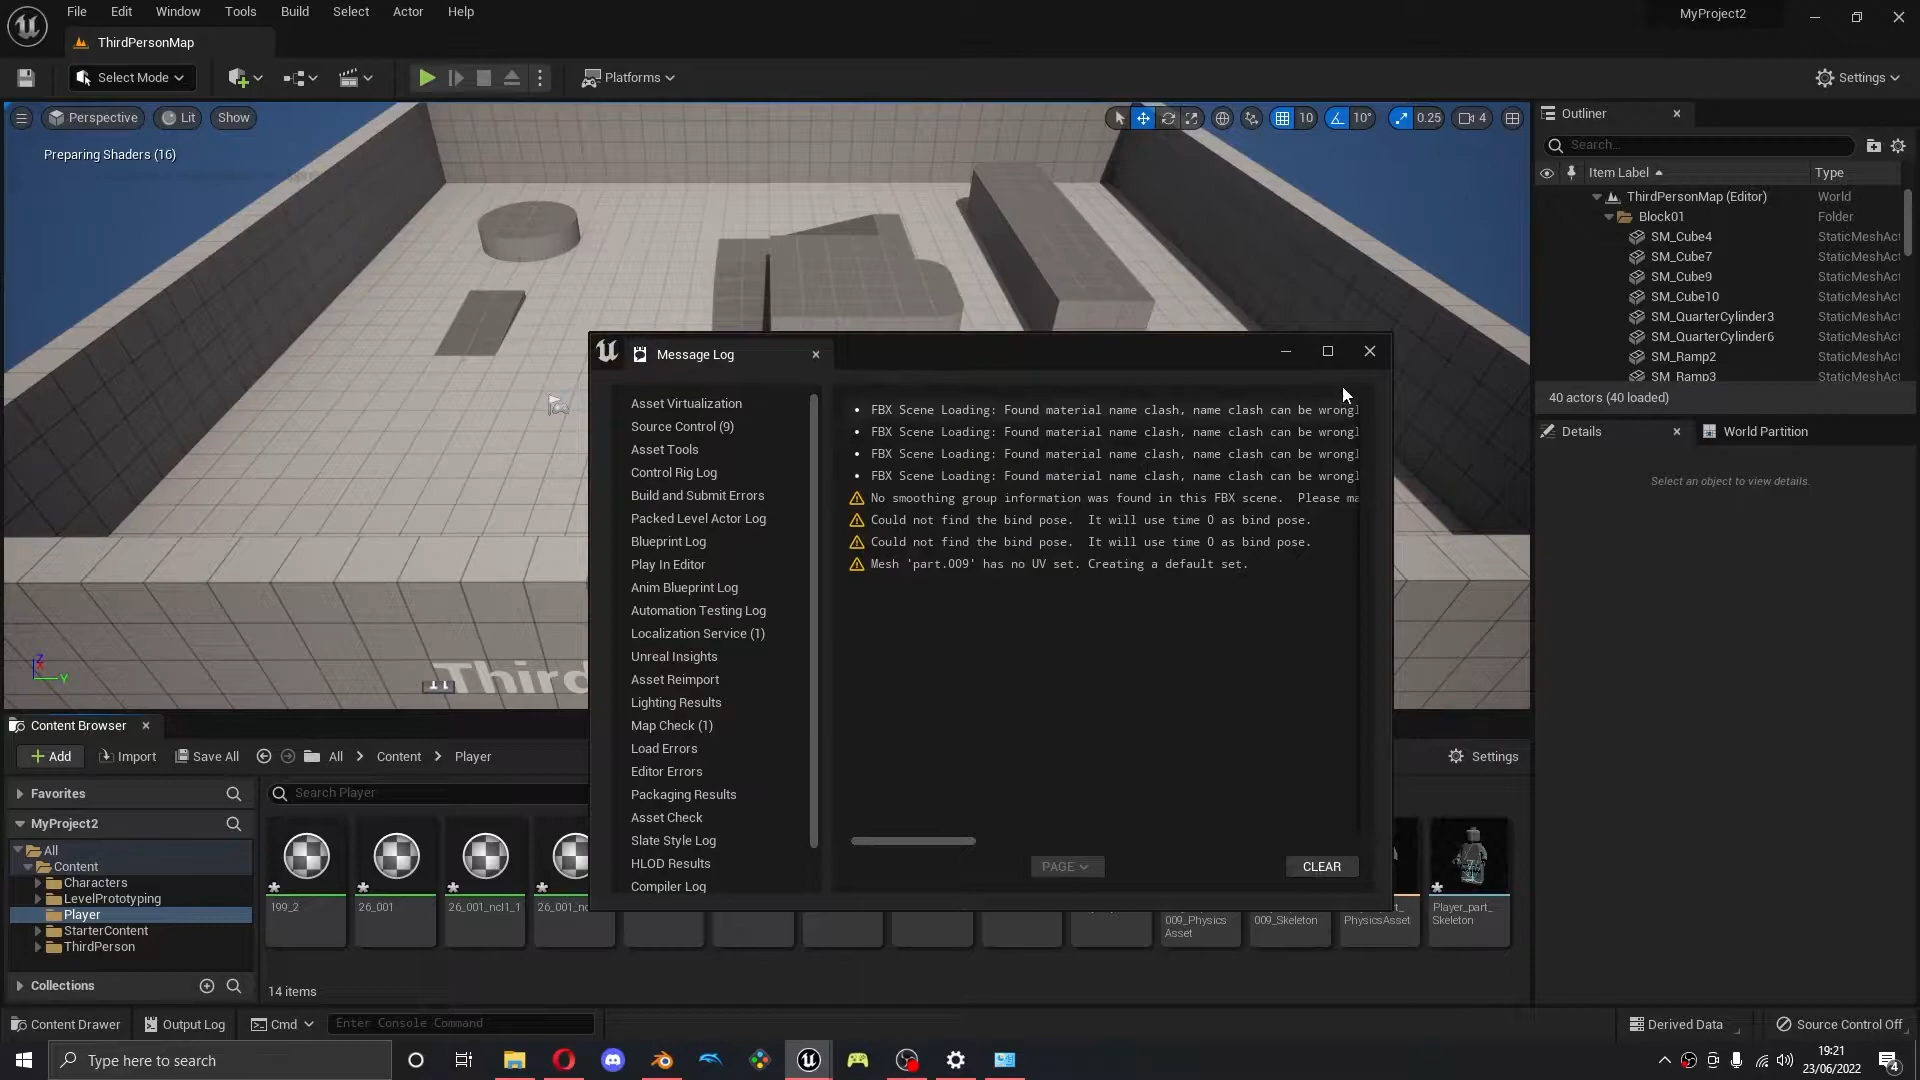 File Edit Window Tools Build Select Actor Help
MyProject2
ThirdPersonMap
Select Mode
Platforms
Settings
Perspective
Lit
Show
10
10°
0.25
4
Preparing Shaders (16)
Outliner
Search...
Item Label
Type
ThirdPersonMap (Editor) World
Block01 Folder
SM_Cube4 StaticMeshAct
SM_Cube7 StaticMeshAct
SM_Cube9 StaticMeshAct
SM_Cube10 StaticMeshAct
SM_QuarterCylinder3 StaticMeshAct
SM_QuarterCylinder6 StaticMeshAct
SM_Ramp2 StaticMeshAct
SM_Ramp3 StaticMeshAct
40 actors (40 loaded)
Details
World Partition
Select an object to view details.
Third
Z
X
Y
Message Log
Asset Virtualization
Source Control (9)
Asset Tools
Control Rig Log
Build and Submit Errors
Packed Level Actor Log
Blueprint Log
Play In Editor
Anim Blueprint Log
Automation Testing Log
Localization Service (1)
Unreal Insights
Asset Reimport
Lighting Results
Map Check (1)
Load Errors
Editor Errors
Packaging Results
Asset Check
Slate Style Log
HLOD Results
Compiler Log
FBX Scene Loading: Found material name clash, name clash can be wrongl
FBX Scene Loading: Found material name clash, name clash can be wrongl
FBX Scene Loading: Found material name clash, name clash can be wrongl
FBX Scene Loading: Found material name clash, name clash can be wrongl
No smoothing group information was found in this FBX scene. Please ma
Could not find the bind pose. It will use time 0 as bind pose.
Could not find the bind pose. It will use time 0 as bind pose.
Mesh 'part.009' has no UV set. Creating a default set.
PAGE
CLEAR
Content Browser
Add
Import
Save All
All
Content
Player
Settings
Favorites
MyProject2
All
Content
Characters
LevelPrototyping
Player
StarterContent
ThirdPerson
Collections
Search Player
199_2
26_001
26_001_ncl1_1
26_001_nc
009_Physics
Asset
009_Skeleton
PhysicsAsset
Player_part_
Skeleton
14 items
Content Drawer
Output Log
Cmd
Enter Console Command
Derived Data
Source Control Off
Type here to search
19:21
23/06/2022
4